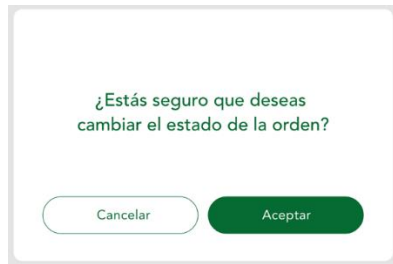 ¿Estás seguro que deseas
cambiar el estado de la orden?
Cancelar
Aceptar